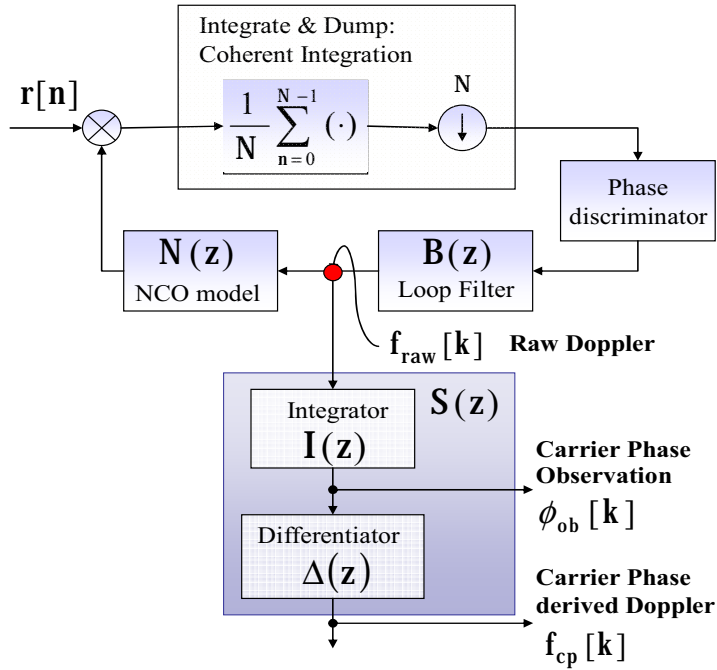 Integrate & Dump:
Coherent Integration
r[n]
1/N ∑_{n=0}^{N-1} (·)
N
↓
Phase
discriminator
N(z)
NCO model
B(z)
Loop Filter
f_raw[k] Raw Doppler
Integrator
I(z)
S(z)
Carrier Phase
Observation
ϕ_ob[k]
Differentiator
Δ(z)
Carrier Phase
derived Doppler
f_cp[k]